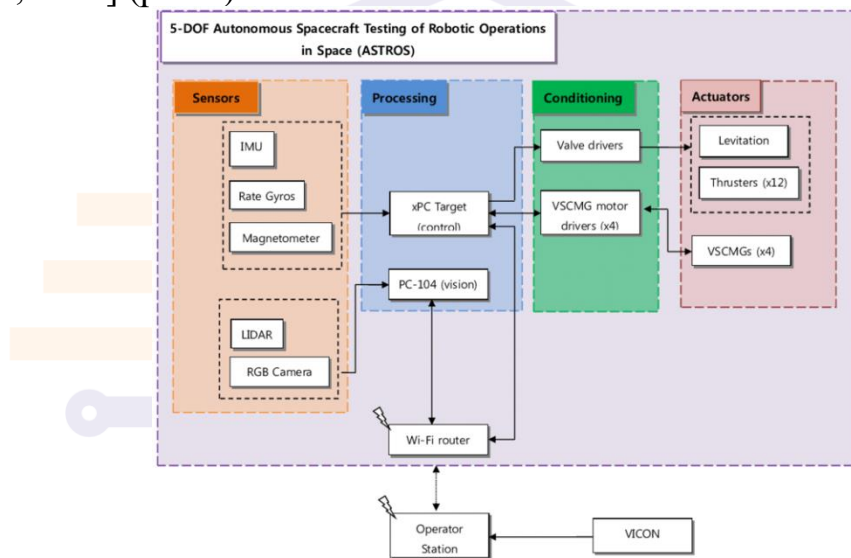 5-DOF Autonomous Spacecraft Testing of Robotic Operations
in Space (ASTROS)
Sensors
Processing
Conditioning
Actuators
IMU
Rate Gyros
Magnetometer
LIDAR
RGB Camera
xPC Target
(control)
PC-104 (vision)
Valve drivers
VSCMG motor
drivers (x4)
Levitation
Thrusters (x12)
VSCMGs (x4)
Wi-Fi router
Operator
Station
VICON